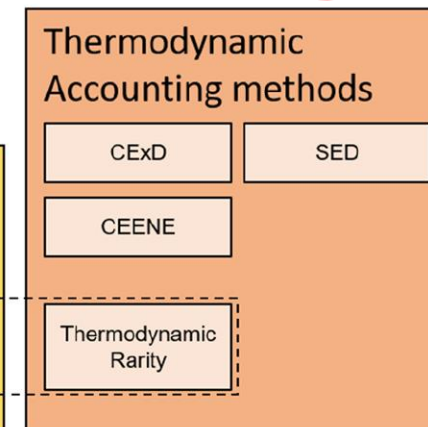 Thermodynamic
Accounting methods
CExD
SED
CEENE
Thermodynamic
Rarity